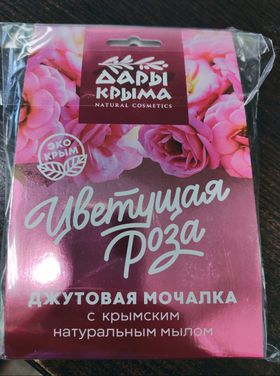 ДАРЫ
КРЫМА
NATURAL COSMETICS
ЭКО
КРЫМ
Цветущая
Роза
ДЖУТОВАЯ МОЧАЛКА
с крымским
натуральным мылом